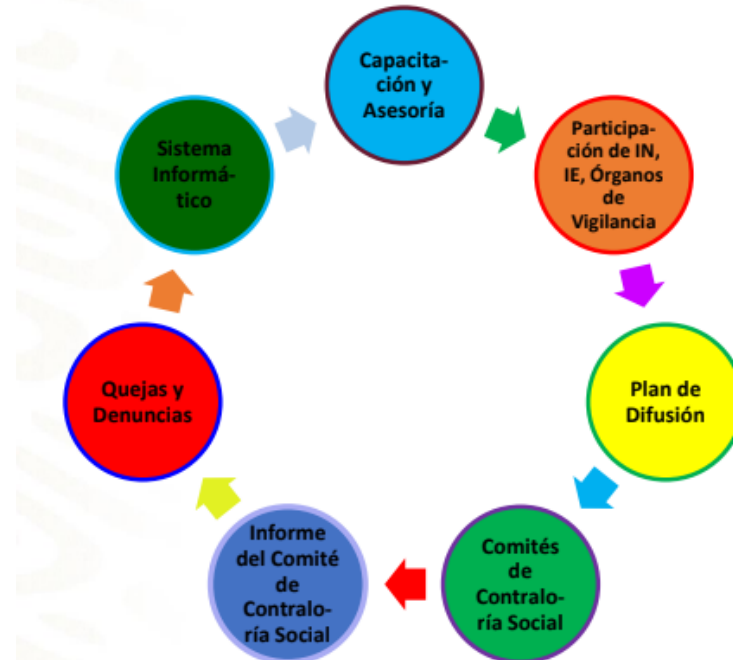 Capacita-
ción y
Asesoría
Participa-
ción de IN,
IE, Órganos
de
Vigilancia
Plan de
Difusión
Comités
de
Contralo-
ría Social
Informe
del Comité
de
Contralo-
ría Social
Quejas y
Denuncias
Sistema
Informá-
tico